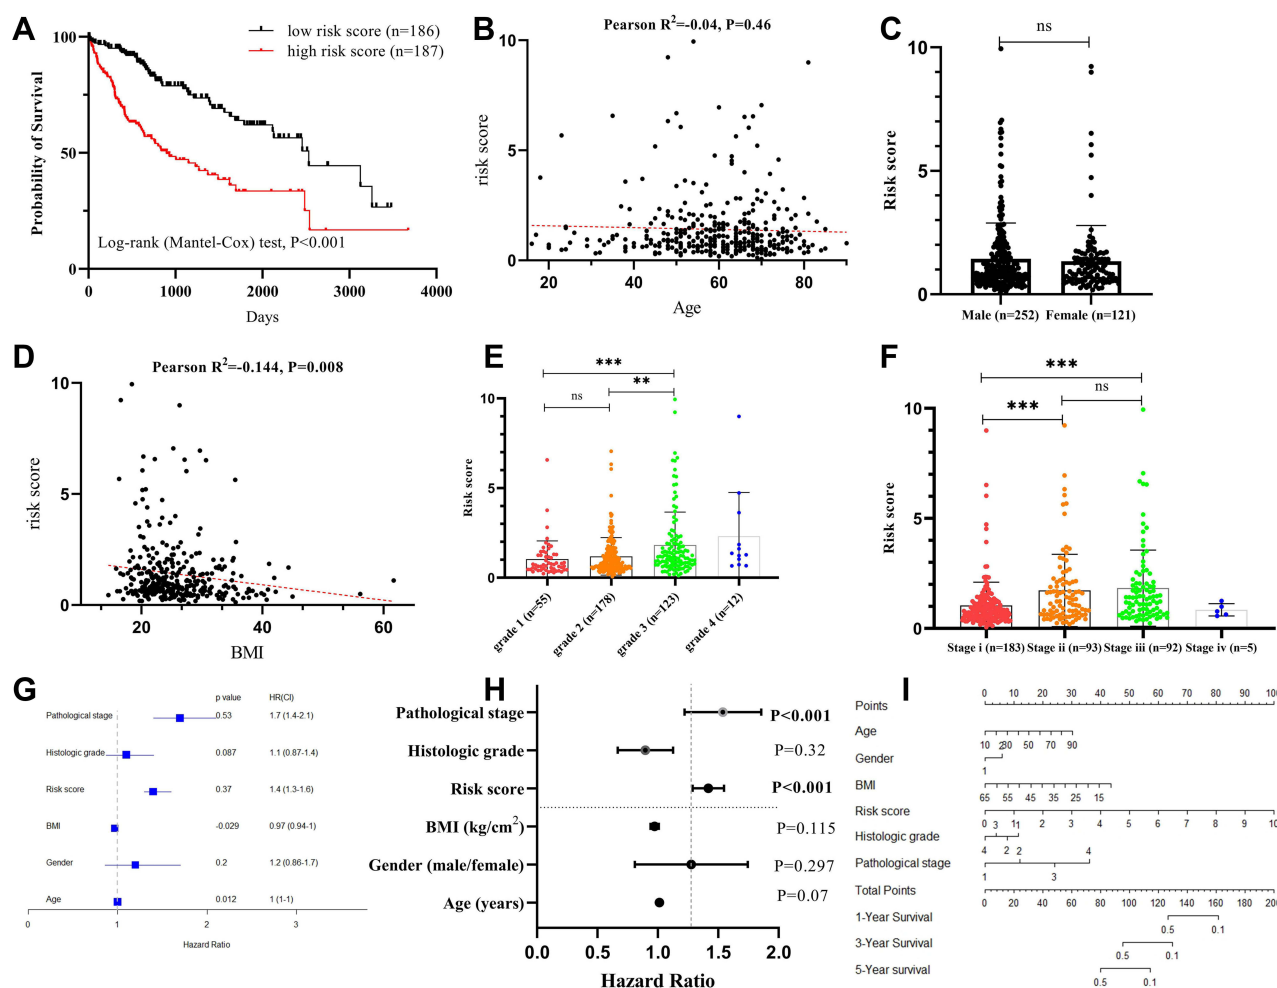 A
low risk score (n=186)
high risk score (n=187)
Probability of Survival
100
50
0
Log-rank (Mantel-Cox) test, P<0.001
0 1000 2000 3000 4000
Days
B
Pearson R2=-0.04, P=0.46
risk score
10
5
0
20 40 60 80
Age
C
ns
Risk score
10
5
0
Male (n=252) Female (n=121)
D
Pearson R2=-0.144, P=0.008
risk score
10
5
0
20 40 60
BMI
E
***
**
ns
Risk score
10
5
0
grade 1 (n=55)
grade 2 (n=178)
grade 3 (n=123)
grade 4 (n=12)
F
***
ns
***
Risk score
10
5
0
Stage i (n=183) Stage ii (n=93) Stage iii (n=92) Stage iv (n=5)
G
p value HR(CI)
Pathological stage 0.53 1.7 (1.4-2.1)
Histologic grade 0.087 1.1 (0.87-1.4)
Risk score 0.37 1.4 (1.3-1.6)
BMI -0.029 0.97 (0.94-1)
Gender 0.2 1.2 (0.86-1.7)
Age 0.012 1 (1-1)
0 1 2 3
Hazard Ratio
H
Pathological stage P<0.001
Histologic grade P=0.32
Risk score P<0.001
BMI (kg/cm2) P=0.115
Gender (male/female) P=0.297
Age (years) P=0.07
0.0 0.5 1.0 1.5 2.0
Hazard Ratio
I
Points 0 10 20 30 40 50 60 70 80 90 100
Age
10 30 50 70 90
Gender 2
1
BMI
65 55 45 35 25 15
Risk score
0 1 2 3 4 5 6 7 8 9 10
Histologic grade 3 1
4 2
Pathological stage 2 4
1 3
Total Points
0 20 40 60 80 100 120 140 160 180 200
1-Year Survival
0.5 0.1
3-Year Survival
0.5 0.1
5-Year survival
0.5 0.1